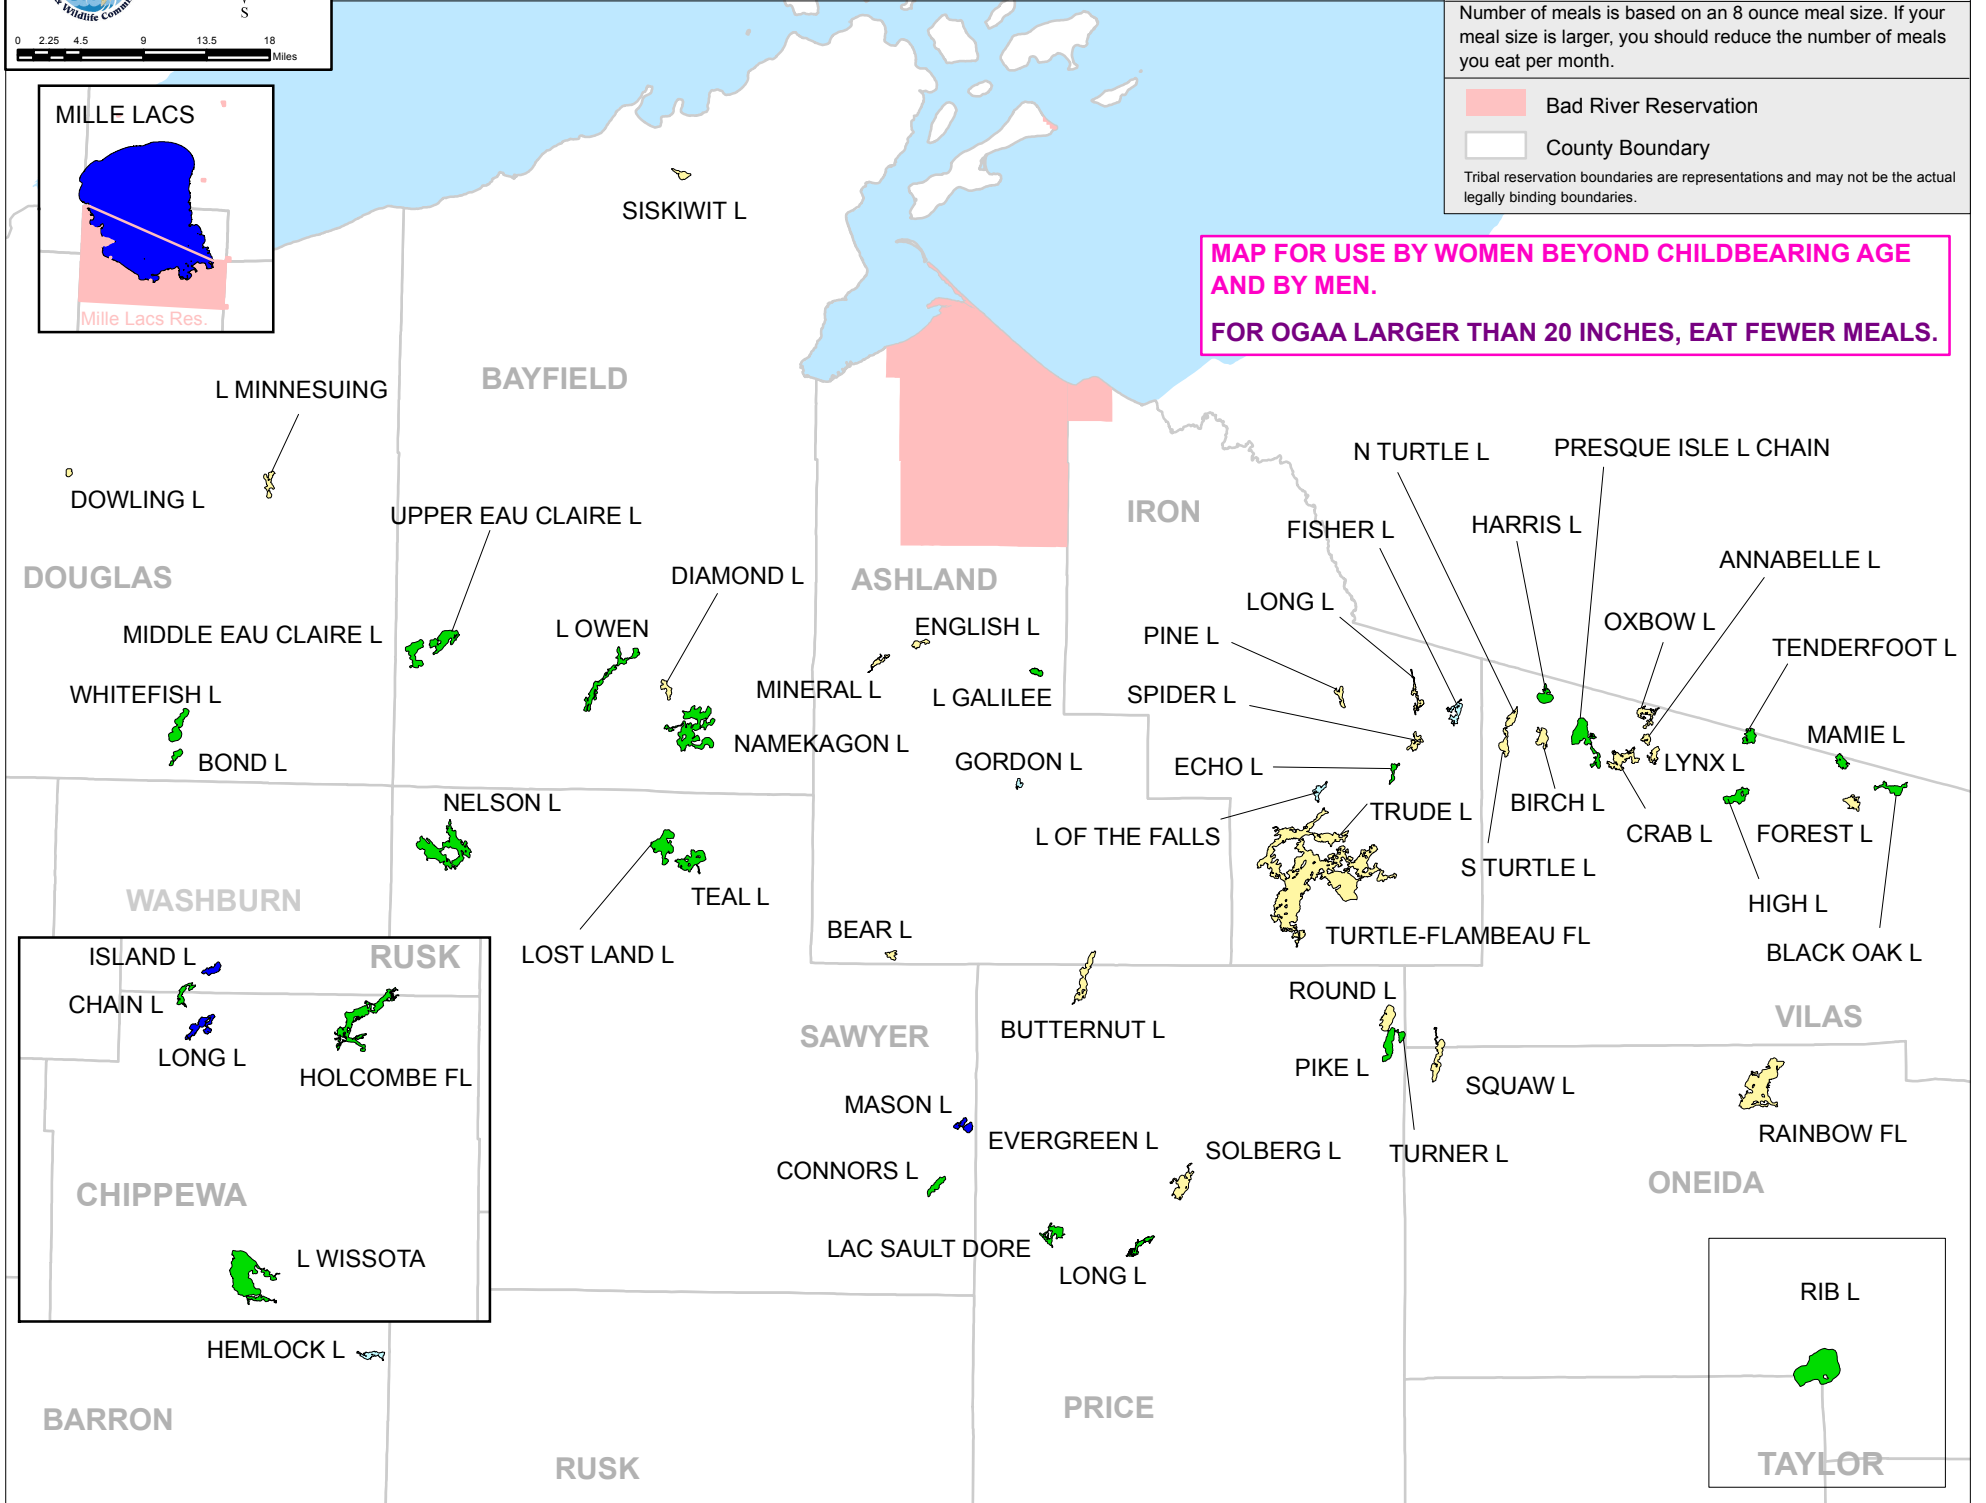 & Wildlife Comm
S
0 2.25 4.5 9 13.5 18
Miles
Number of meals is based on an 8 ounce meal size. If your
meal size is larger, you should reduce the number of meals
you eat per month.
Bad River Reservation
County Boundary
Tribal reservation boundaries are representations and may not be the actual
legally binding boundaries.
MILLE LACS
Mille Lacs Res.
SISKIWIT L
MAP FOR USE BY WOMEN BEYOND CHILDBEARING AGE
AND BY MEN.
FOR OGAA LARGER THAN 20 INCHES, EAT FEWER MEALS.
BAYFIELD
L MINNESUING
DOWLING L
UPPER EAU CLAIRE L
N TURTLE L
PRESQUE ISLE L CHAIN
IRON
FISHER L
HARRIS L
ANNABELLE L
DOUGLAS
DIAMOND L
ASHLAND
LONG L
OXBOW L
MIDDLE EAU CLAIRE L
L OWEN
ENGLISH L
PINE L
TENDERFOOT L
WHITEFISH L
MINERAL L
L GALILEE
SPIDER L
BOND L
NAMEKAGON L
GORDON L
ECHO L
LYNX L
MAMIE L
NELSON L
L OF THE FALLS
TRUDE L
BIRCH L
CRAB L
FOREST L
S TURTLE L
WASHBURN
TEAL L
HIGH L
LOST LAND L
BEAR L
TURTLE-FLAMBEAU FL
BLACK OAK L
ISLAND L
RUSK
CHAIN L
LONG L
HOLCOMBE FL
CHIPPEWA
L WISSOTA
SAWYER
BUTTERNUT L
ROUND L
VILAS
PIKE L
SQUAW L
MASON L
EVERGREEN L
SOLBERG L
TURNER L
RAINBOW FL
CONNORS L
ONEIDA
LAC SAULT DORE
LONG L
RIB L
HEMLOCK L
BARRON
PRICE
RUSK
TAYLOR